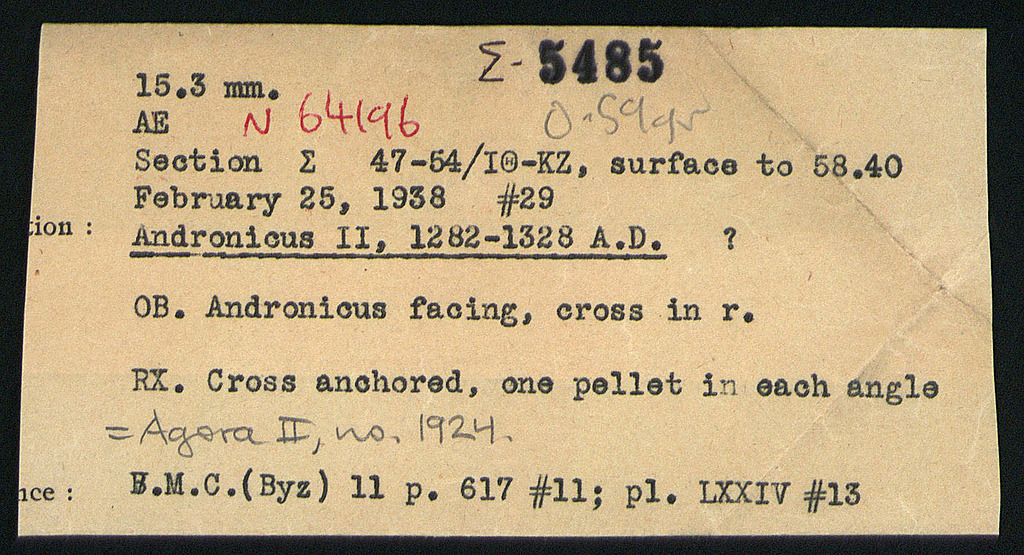 Σ- 5485
15.3 mm.
AE N 64196 0.59gr
Section Σ 47-54/IΘ-KZ, surface to 58.40
February 25, 1938 #29
tion :
Andronicus II, 1282-1328 A.D. ?
OB. Andronicus facing, cross in r.
RX. Cross anchored, one pellet in each angle
= Agora II, no. 1924.
nce : B.M.C.(Byz) 11 p. 617 #11; pl. LXXIV #13